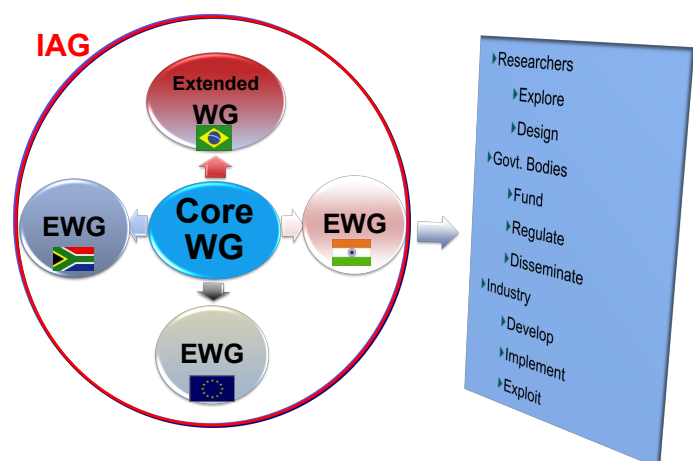 IAG
Extended
WG
EWG
Core
WG
EWG
EWG
Researchers
Explore
Design
Govt. Bodies
Fund
Regulate
Disseminate
Industry
Develop
Implement
Exploit